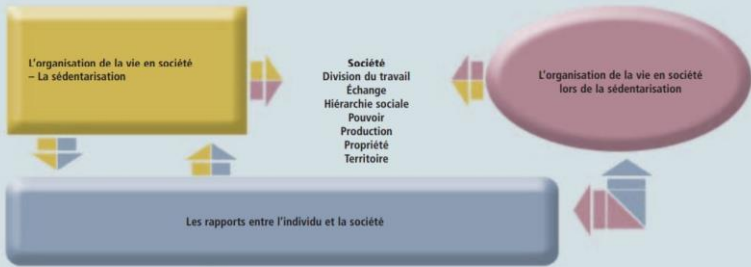 L'organisation de la vie en société
– La sédentarisation
Société
Division du travail
Échange
Hiérarchie sociale
Pouvoir
Production
Propriété
Territoire
L'organisation de la vie en société
lors de la sédentarisation
Les rapports entre l'individu et la société